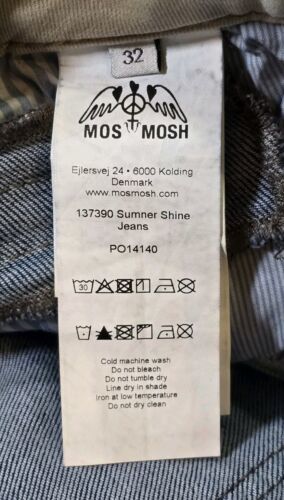 32
MOS MOSH
Ejlersvej 24 • 6000 Kolding
Denmark
www.mosmosh.com
137390 Sumner Shine
Jeans
PO14140
30
Cold machine wash
Do not bleach
Do not tumble dry
Line dry in shade
Iron at low temperature
Do not dry clean